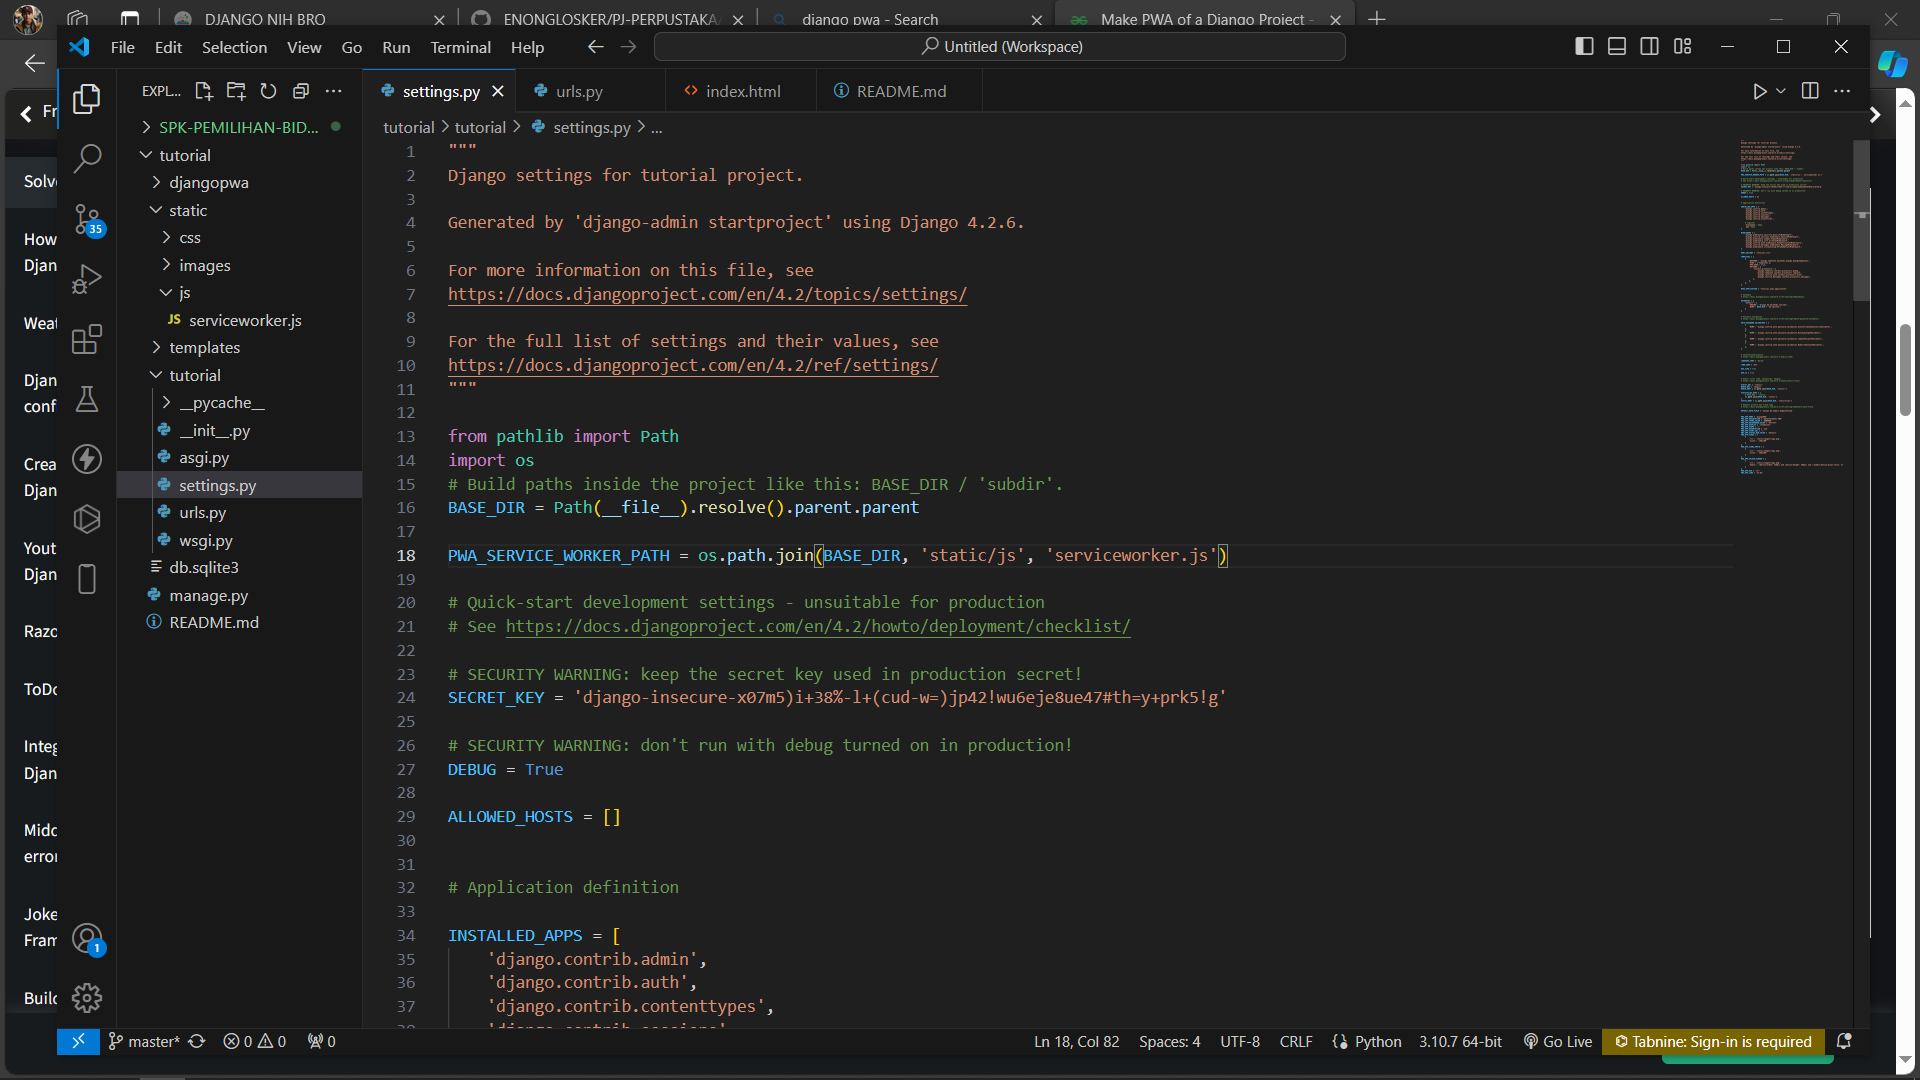 DJANGO NIH BRO
ENONGLOSKER/PJ-PERPUSTAKA
django pwa - Search
Make PWA of a Django Project -
File Edit Selection View Go Run Terminal Help
Untitled (Workspace)
EXPL...
settings.py
urls.py
index.html
README.md
tutorial > tutorial > settings.py > ...
SPK-PEMILIHAN-BID...
tutorial
djangopwa
static
css
images
js
JS serviceworker.js
templates
tutorial
__pycache__
__init__.py
asgi.py
settings.py
urls.py
wsgi.py
db.sqlite3
manage.py
README.md
35
1
Fr
Solve
How
Djan
Weat
Djan
conf
Crea
Djan
Yout
Djan
Razo
ToDo
Integ
Djan
Midd
error
Joke
Fram
Build
1 """
2 Django settings for tutorial project.
3
4 Generated by 'django-admin startproject' using Django 4.2.6.
5
6 For more information on this file, see
7 https://docs.djangoproject.com/en/4.2/topics/settings/
8
9 For the full list of settings and their values, see
10 https://docs.djangoproject.com/en/4.2/ref/settings/
11 """
12
13 from pathlib import Path
14 import os
15 # Build paths inside the project like this: BASE_DIR / 'subdir'.
16 BASE_DIR = Path(__file__).resolve().parent.parent
17
18 PWA_SERVICE_WORKER_PATH = os.path.join(BASE_DIR, 'static/js', 'serviceworker.js')
19
20 # Quick-start development settings - unsuitable for production
21 # See https://docs.djangoproject.com/en/4.2/howto/deployment/checklist/
22
23 # SECURITY WARNING: keep the secret key used in production secret!
24 SECRET_KEY = 'django-insecure-x07m5)i+38%-l+(cud-w=)jp42!wu6eje8ue47#th=y+prk5!g'
25
26 # SECURITY WARNING: don't run with debug turned on in production!
27 DEBUG = True
28
29 ALLOWED_HOSTS = []
30
31
32 # Application definition
33
34 INSTALLED_APPS = [
35 'django.contrib.admin',
36 'django.contrib.auth',
37 'django.contrib.contenttypes',
master* 0 0 0
Ln 18, Col 82 Spaces: 4 UTF-8 CRLF Python 3.10.7 64-bit Go Live Tabnine: Sign-in is required